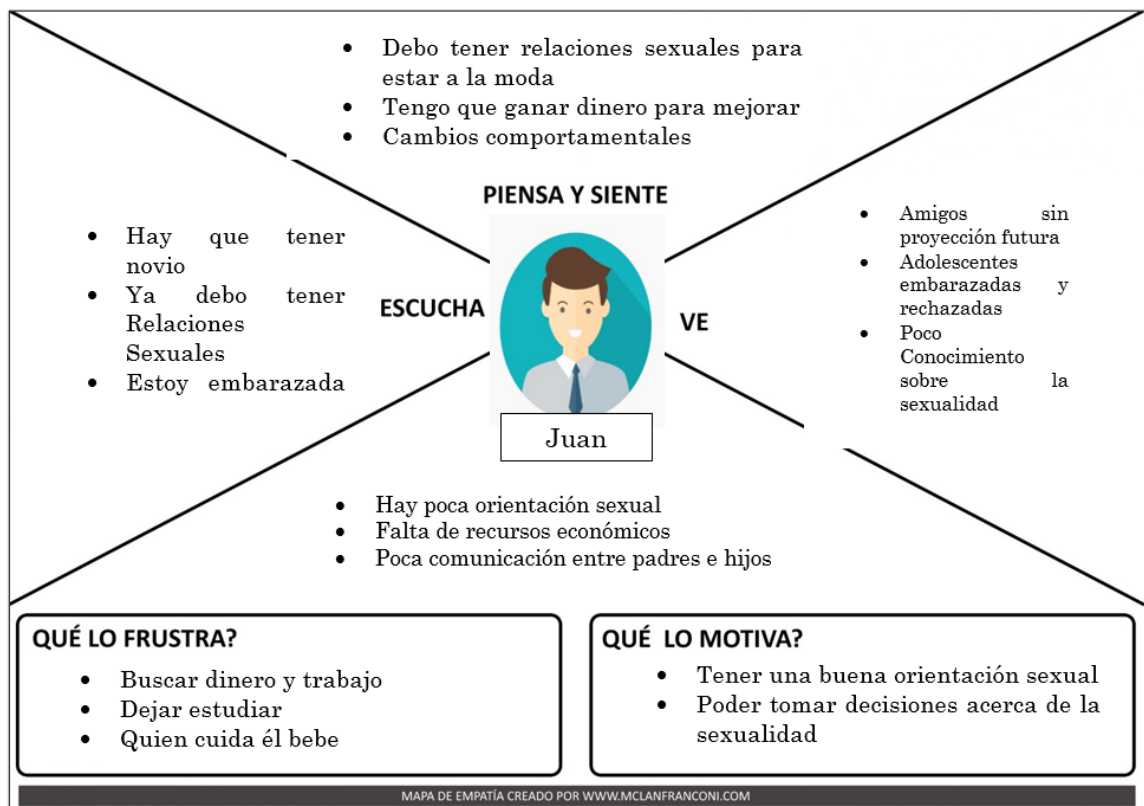 • Debo tener relaciones sexuales para
estar a la moda
• Tengo que ganar dinero para mejorar
• Cambios comportamentales
PIENSA Y SIENTE
• Hay que tener
novio
• Ya debo tener
Relaciones
Sexuales
• Estoy embarazada
ESCUCHA
VE
• Amigos sin
proyección futura
• Adolescentes
embarazadas y
rechazadas
• Poco
Conocimiento
sobre la
sexualidad
Juan
• Hay poca orientación sexual
• Falta de recursos económicos
• Poca comunicación entre padres e hijos
QUÉ LO FRUSTRA?
• Buscar dinero y trabajo
• Dejar estudiar
• Quien cuida él bebe
QUÉ LO MOTIVA?
• Tener una buena orientación sexual
• Poder tomar decisiones acerca de la
sexualidad
MAPA DE EMPATÍA CREADO POR WWW.MCLANFRANCONI.COM